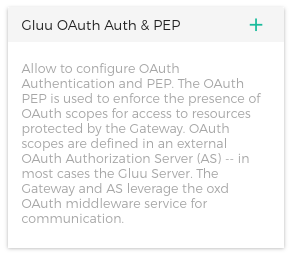 Gluu OAuth Auth & PEP
Allow to configure OAuth
Authentication and PEP. The OAuth
PEP is used to enforce the presence of
OAuth scopes for access to resources
protected by the Gateway. OAuth
scopes are defined in an external
OAuth Authorization Server (AS) -- in
most cases the Gluu Server. The
Gateway and AS leverage the oxd
OAuth middleware service for
communication.